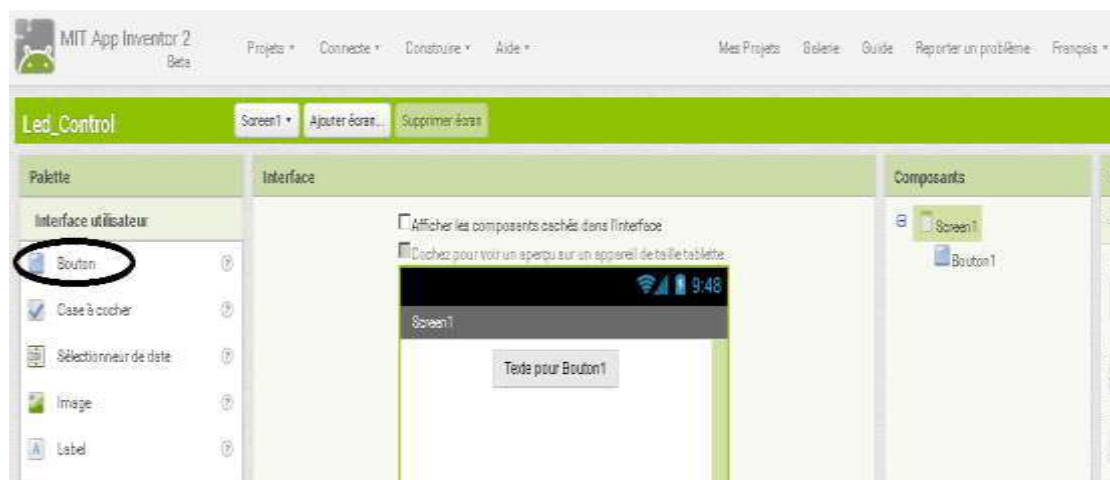 MIT App Inventor 2
Beta
Projets Connecte Construire Aide Mes Projets Galerie Guide Reporter un problème Français
Led_Control Screen1 Ajouter écran... Supprimer écran
Palette Interface Composants
Interface utilisateur
Bouton
Case à cocher
Sélectionneur de date
Image
Label
Afficher les composants cachés dans l'interface
Cochez pour voir un aperçu sur un appareil de taille tablette.
9:48
Screen1
Texte pour Bouton1
Screen1
Bouton1